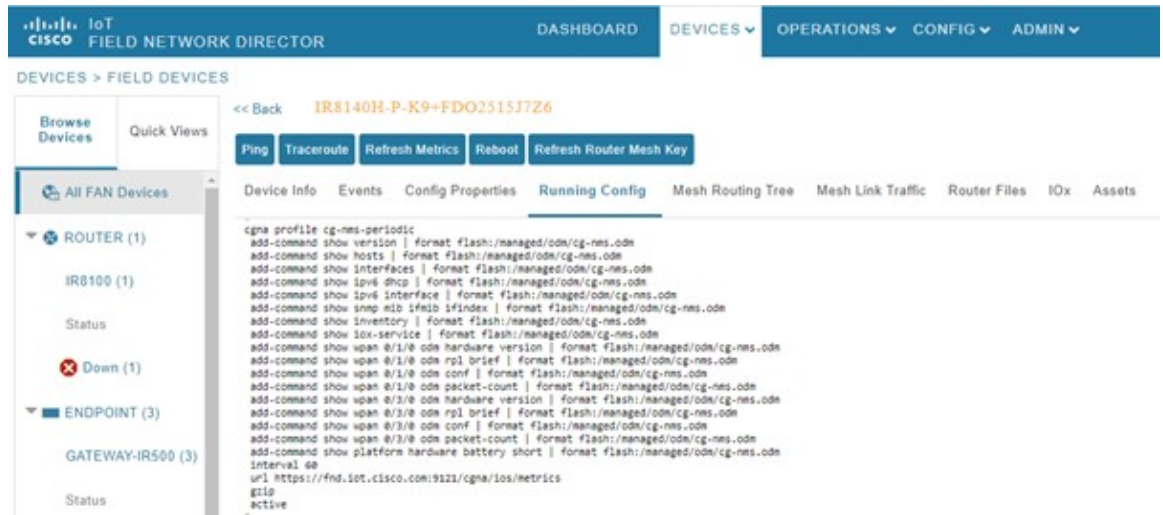 IoT
CISCO FIELD NETWORK DIRECTOR
DASHBOARD DEVICES OPERATIONS CONFIG ADMIN
DEVICES > FIELD DEVICES
Browse Devices
Quick Views
All FAN Devices
ROUTER (1)
IR8100 (1)
Status
Down (1)
ENDPOINT (3)
GATEWAY-IR500 (3)
Status
<< Back IR8140H-P-K9+FDO2515J7Z6
Ping Traceroute Refresh Metrics Reboot Refresh Router Mesh Key
Device Info Events Config Properties Running Config Mesh Routing Tree Mesh Link Traffic Router Files IOx Assets
cgna profile cg-nms-periodic
add-command show version | format flash:/managed/odm/cg-nms.odm
add-command show hosts | format flash:/managed/odm/cg-nms.odm
add-command show interfaces | format flash:/managed/odm/cg-nms.odm
add-command show ipv6 dhcp | format flash:/managed/odm/cg-nms.odm
add-command show ipv6 interface | format flash:/managed/odm/cg-nms.odm
add-command show snmp mib ifmib ifindex | format flash:/managed/odm/cg-nms.odm
add-command show inventory | format flash:/managed/odm/cg-nms.odm
add-command show iox-service | format flash:/managed/odm/cg-nms.odm
add-command show wpan 0/1/0 odm hardware version | format flash:/managed/odm/cg-nms.odm
add-command show wpan 0/1/0 odm rpl brief | format flash:/managed/odm/cg-nms.odm
add-command show wpan 0/1/0 odm conf | format flash:/managed/odm/cg-nms.odm
add-command show wpan 0/1/0 odm packet-count | format flash:/managed/odm/cg-nms.odm
add-command show wpan 0/3/0 odm hardware version | format flash:/managed/odm/cg-nms.odm
add-command show wpan 0/3/0 odm rpl brief | format flash:/managed/odm/cg-nms.odm
add-command show wpan 0/3/0 odm conf | format flash:/managed/odm/cg-nms.odm
add-command show wpan 0/3/0 odm packet-count | format flash:/managed/odm/cg-nms.odm
add-command show platform hardware battery short | format flash:/managed/odm/cg-nms.odm
interval 60
url https://fnd.iot.cisco.com:9121/cgna/ios/metrics
gzip
active